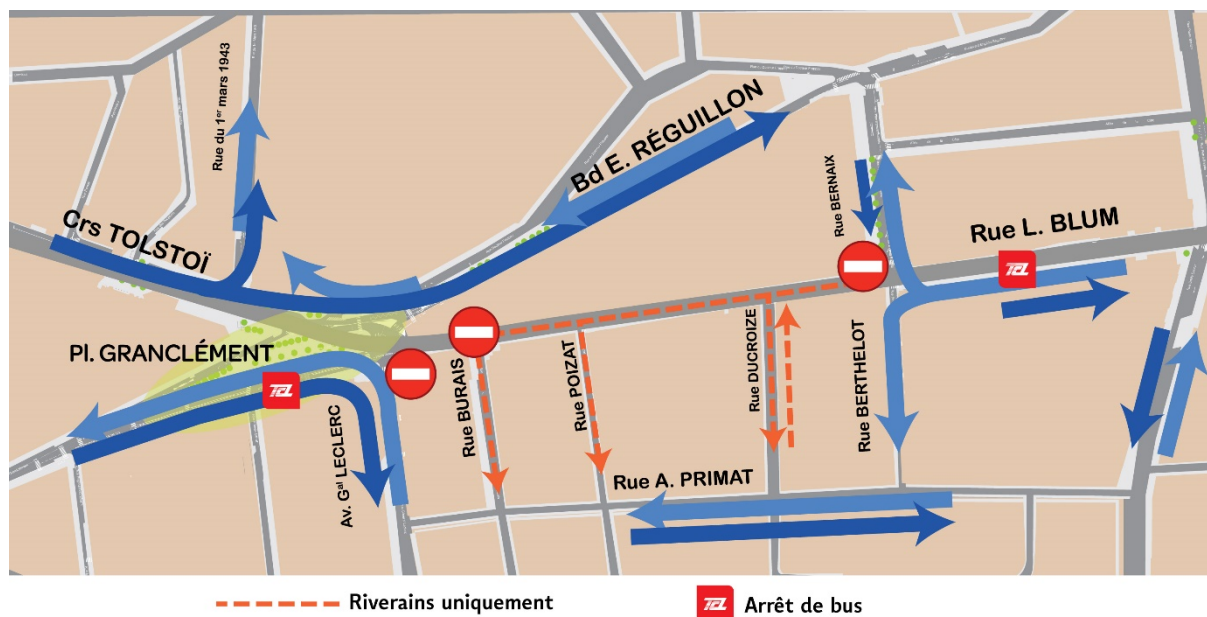 Rue du 1er mars 1943
Crs TOLSTOÏ
Bd E. RÉGUILLON
Rue BERNAIX
Rue L. BLUM
TCL
Pl. GRANCLÉMENT
TCL
Av. Gal LECLERC
Rue BURAIS
Rue POIZAT
Rue DUCROIZE
Rue BERTHELOT
Rue A. PRIMAT
Riverains uniquement
TCL Arrêt de bus